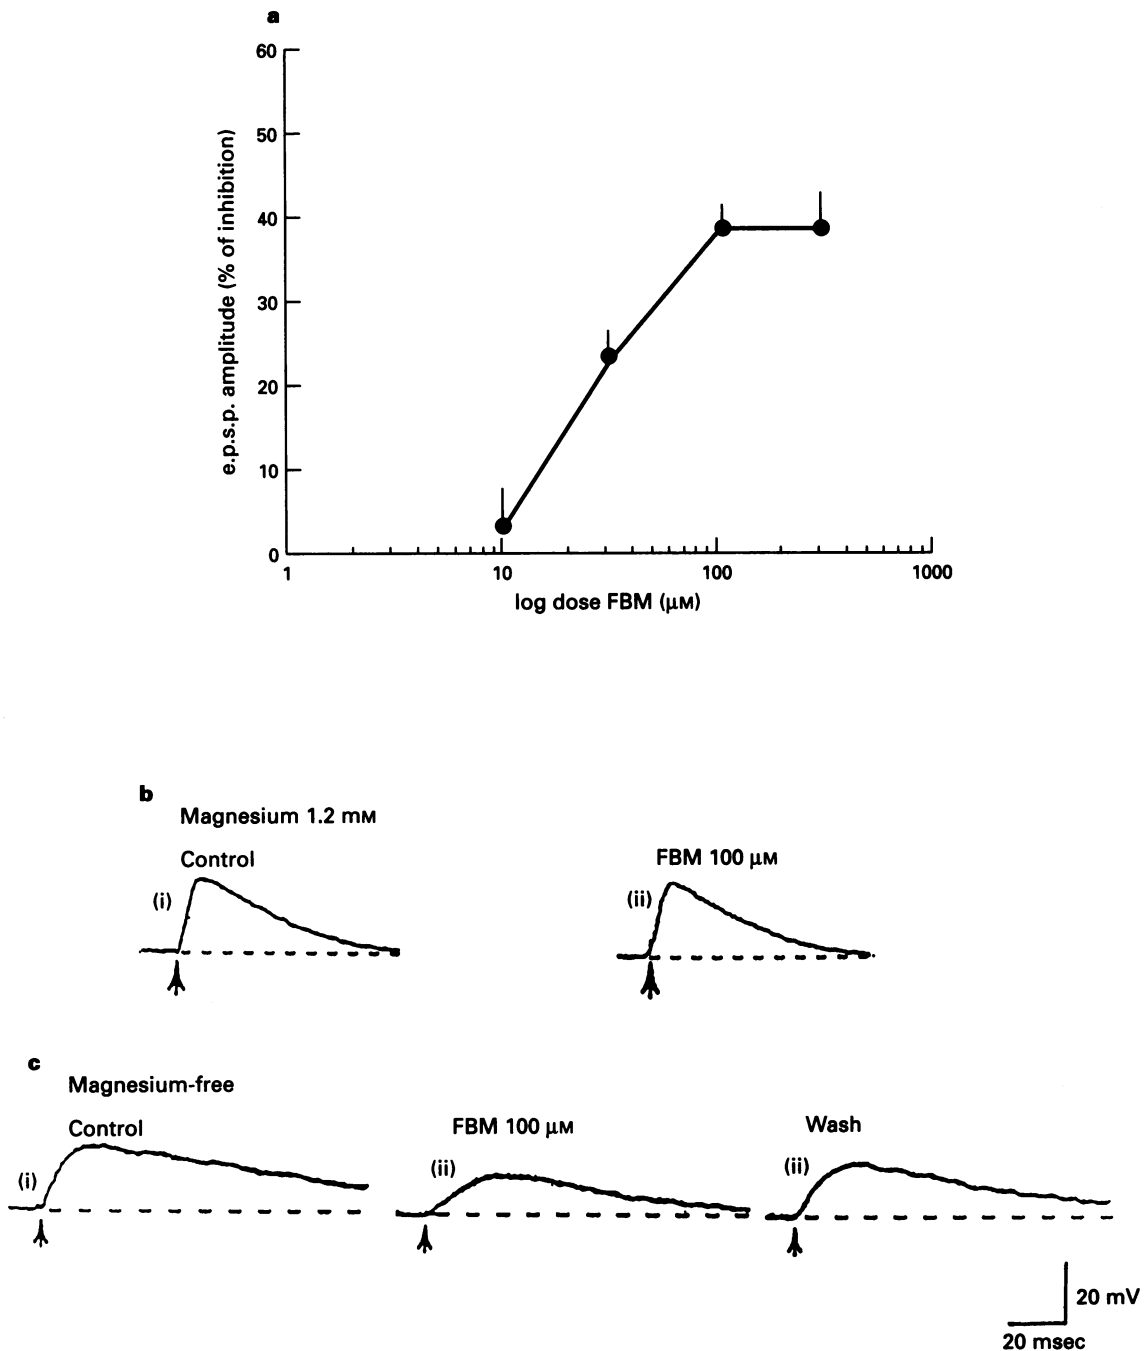 a
60
50
40
30
20
10
0
e.p.s.p. amplitude (% of inhibition)
1 10 100 1000
log dose FBM (μM)
b
Magnesium 1.2 mM
Control FBM 100 μM
(i) (ii)
c
Magnesium-free
Control FBM 100 μM Wash
(i) (ii) (ii)
20 mV
20 msec